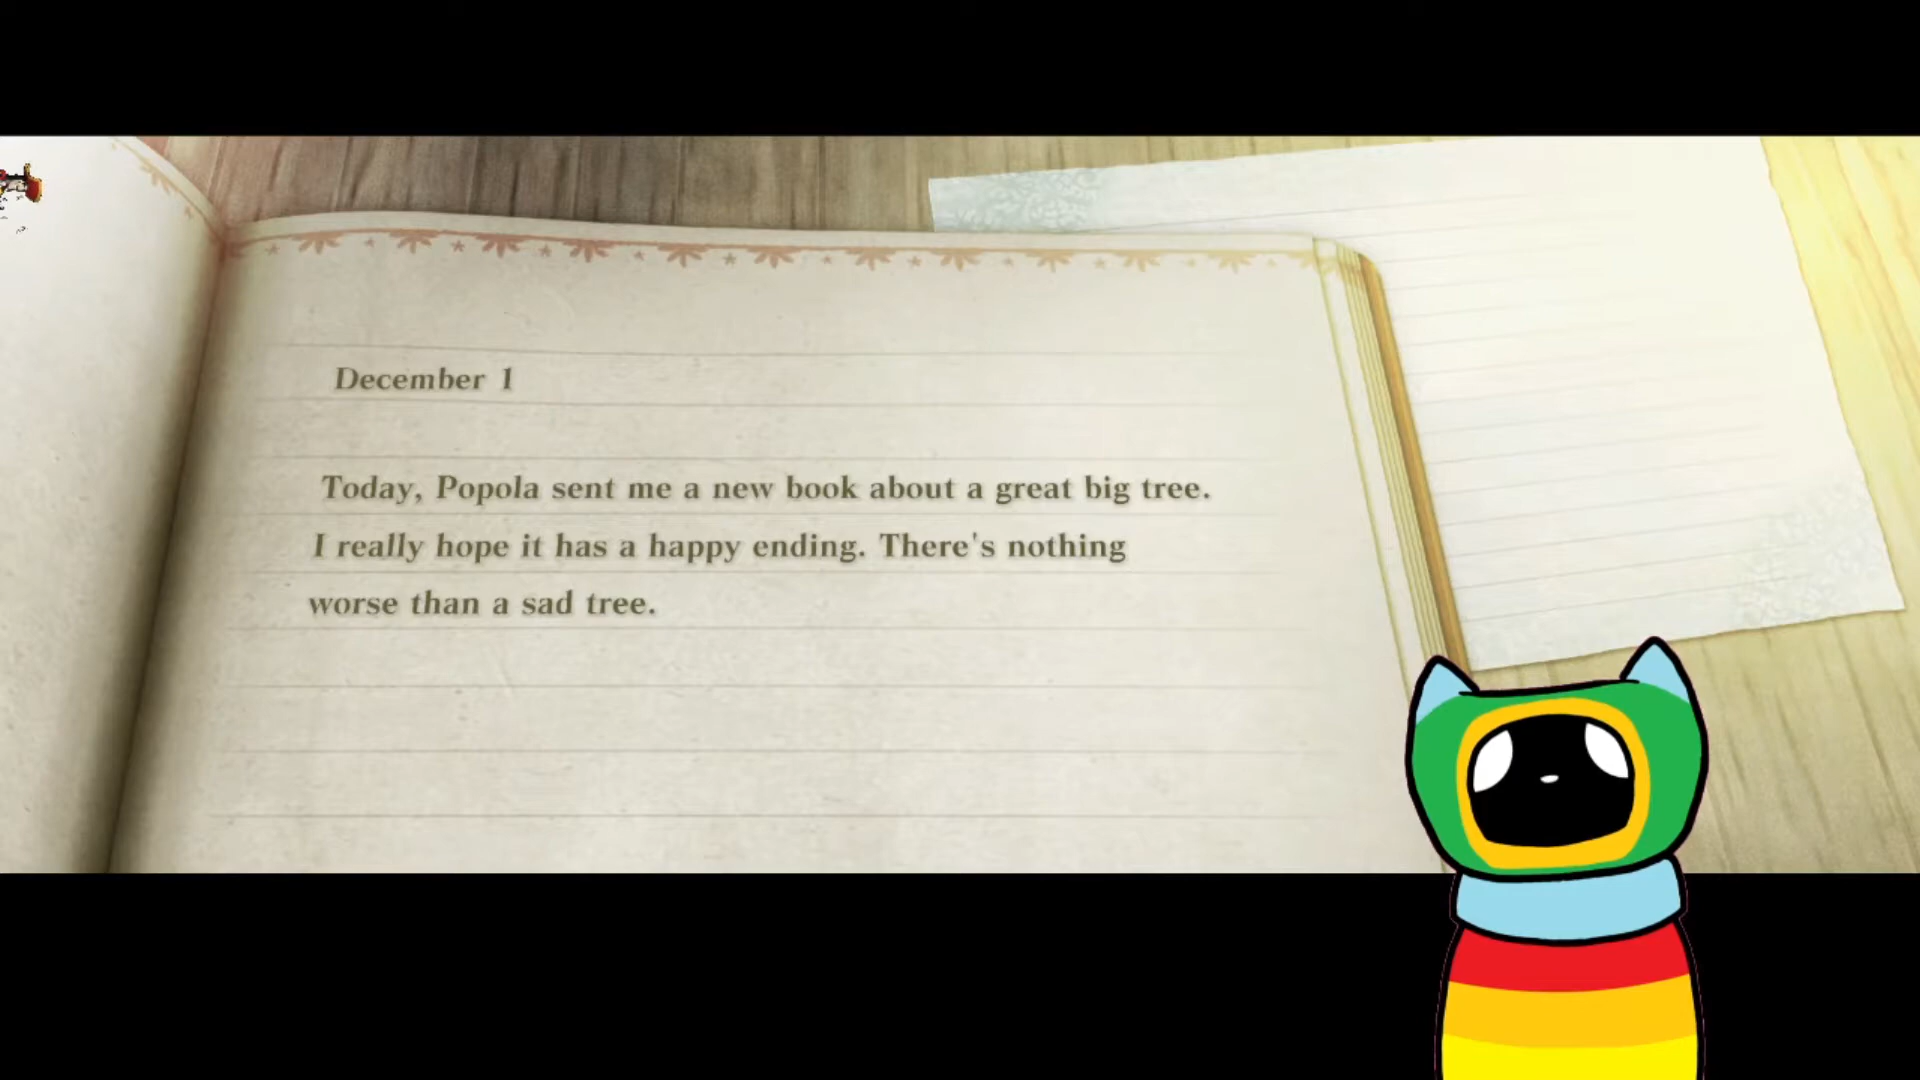 December 1
Today, Popola sent me a new book about a great big tree.
I really hope it has a happy ending. There's nothing
worse than a sad tree.